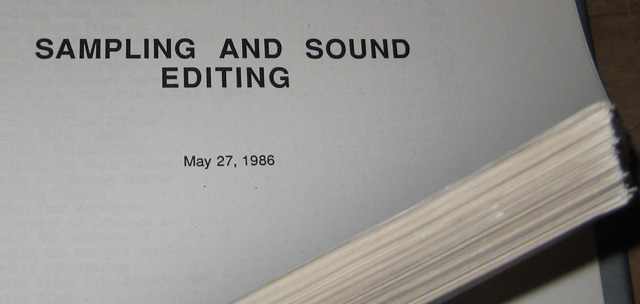 SAMPLING AND SOUND
EDITING
May 27, 1986